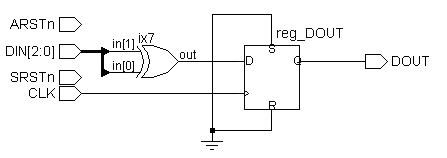 ARSTn
DIN[2:0]
SRSTn
CLK
in[1]
in[0]
ix7
out
reg_DOUT
S
D
Q
R
DOUT